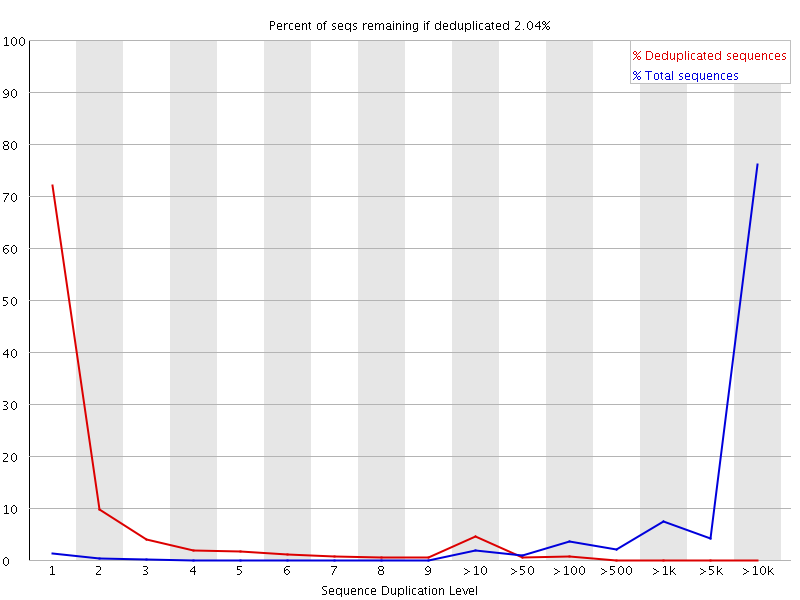 Percent of seqs remaining if deduplicated 2.04%
% Deduplicated sequences
% Total sequences
100
90
80
70
60
50
40
30
20
10
0
1 2 3 4 5 6 7 8 9 >10 >50 >100 >500 >1k >5k >10k
Sequence Duplication Level